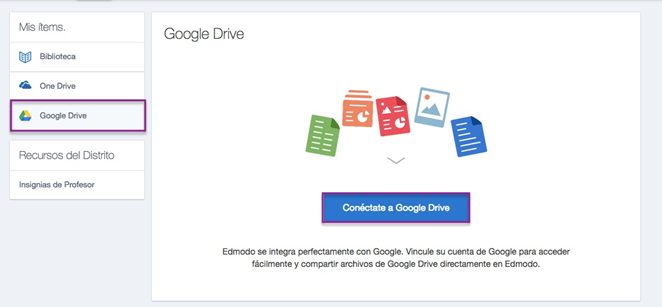 Mis ítems.
Biblioteca
One Drive
Google Drive
Recursos del Distrito
Insignias de Profesor
Google Drive
Conéctate a Google Drive
Edmodo se integra perfectamente con Google. Vincule su cuenta de Google para acceder
fácilmente y compartir archivos de Google Drive directamente en Edmodo.